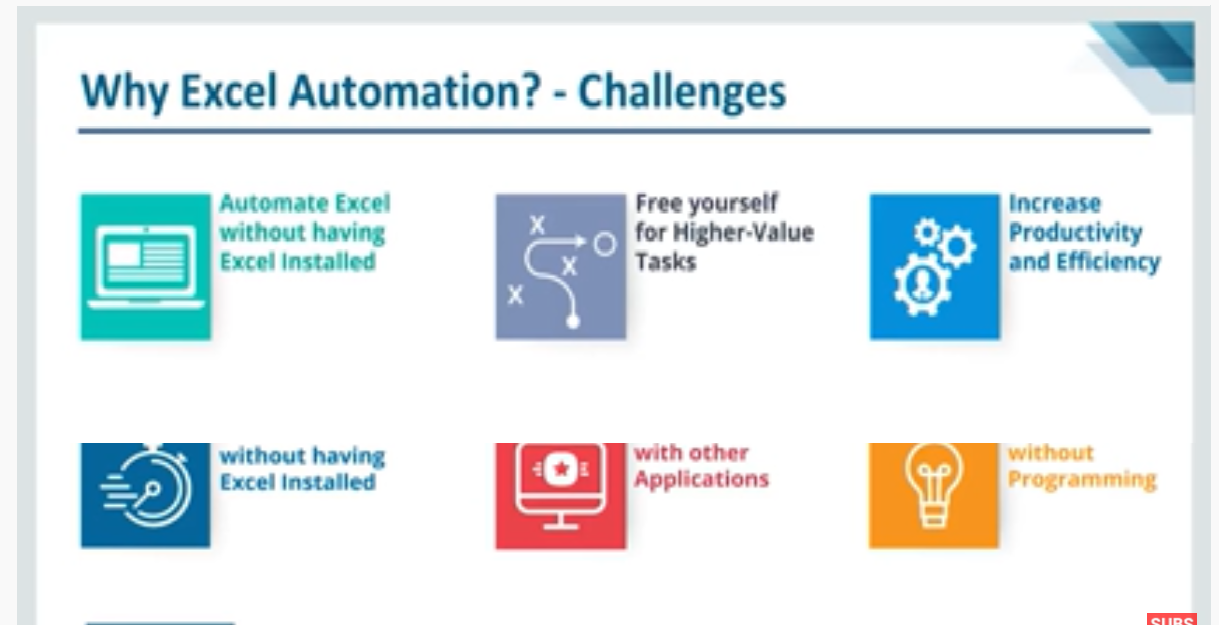 Why Excel Automation? - Challenges
Automate Excel
without having
Excel Installed
Free yourself
for Higher-Value
Tasks
Increase
Productivity
and Efficiency
without having
Excel Installed
with other
Applications
without
Programming
SUBS